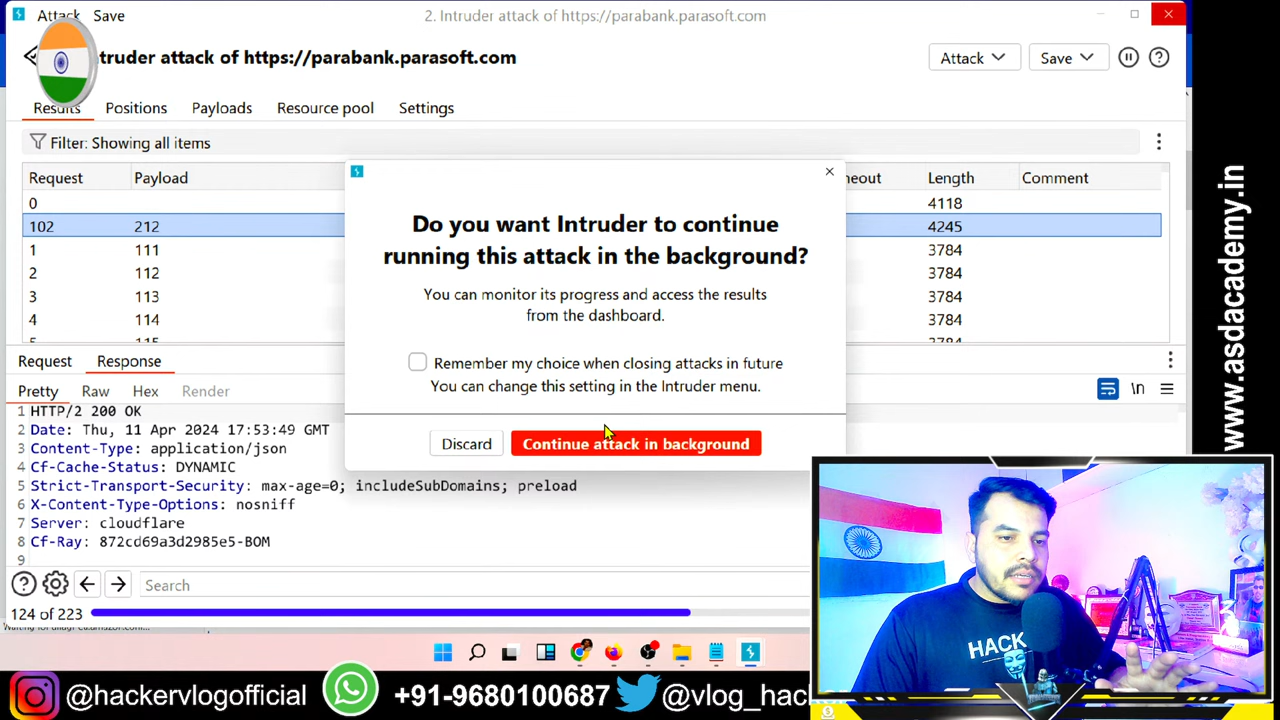 Attack Save 2. Intruder attack of https://parabank.parasoft.com
truder attack of https://parabank.parasoft.com Attack Save
Results Positions Payloads Resource pool Settings
Filter: Showing all items
Request Payload eout Length Comment
0 4118
102 212 4245
1 111 3784
2 112 3784
3 113 3784
4 114 3784
5 115 3784
Do you want Intruder to continue
running this attack in the background?
You can monitor its progress and access the results
from the dashboard.
Remember my choice when closing attacks in future
You can change this setting in the Intruder menu.
Discard Continue attack in background
Request Response
Pretty Raw Hex Render \n
1 HTTP/2 200 OK
2 Date: Thu, 11 Apr 2024 17:53:49 GMT
3 Content-Type: application/json
4 Cf-Cache-Status: DYNAMIC
5 Strict-Transport-Security: max-age=0; includeSubDomains; preload
6 X-Content-Type-Options: nosniff
7 Server: cloudflare
8 Cf-Ray: 872cd69a3d2985e5-BOM
9
Search
124 of 223
www.asdacademy.in
HACK
@hackervlogofficial +91-9680100687 @vlog_hac